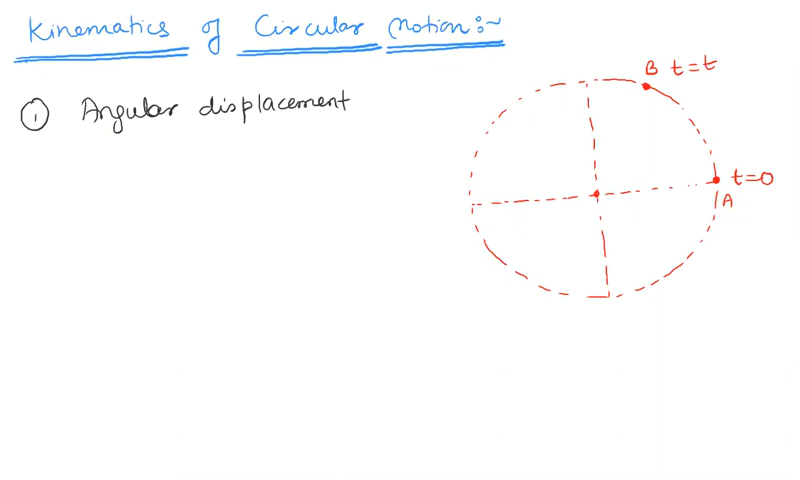 Kinematics of Circular Motion:~
① Angular displacement
B t=t
t=0
A